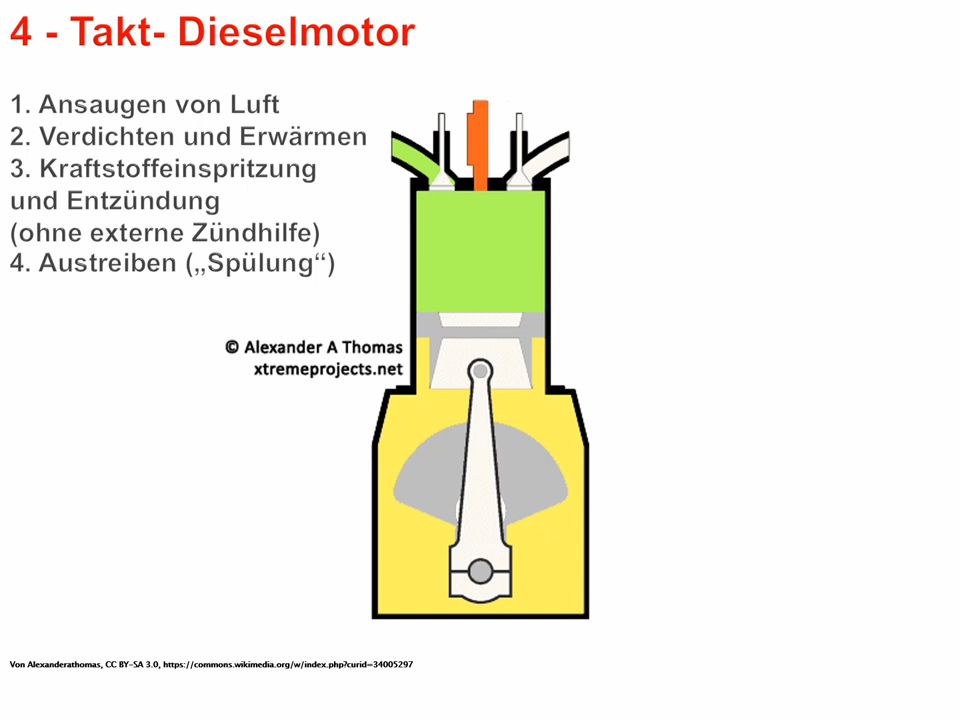 4 - Takt- Dieselmotor
1. Ansaugen von Luft
2. Verdichten und Erwärmen
3. Kraftstoffeinspritzung
und Entzündung
(ohne externe Zündhilfe)
4. Austreiben („Spülung“)
© Alexander A Thomas
xtremeprojects.net
Von Alexanderathomas, CC BY-SA 3.0, https://commons.wikimedia.org/w/index.php?curid=34005297